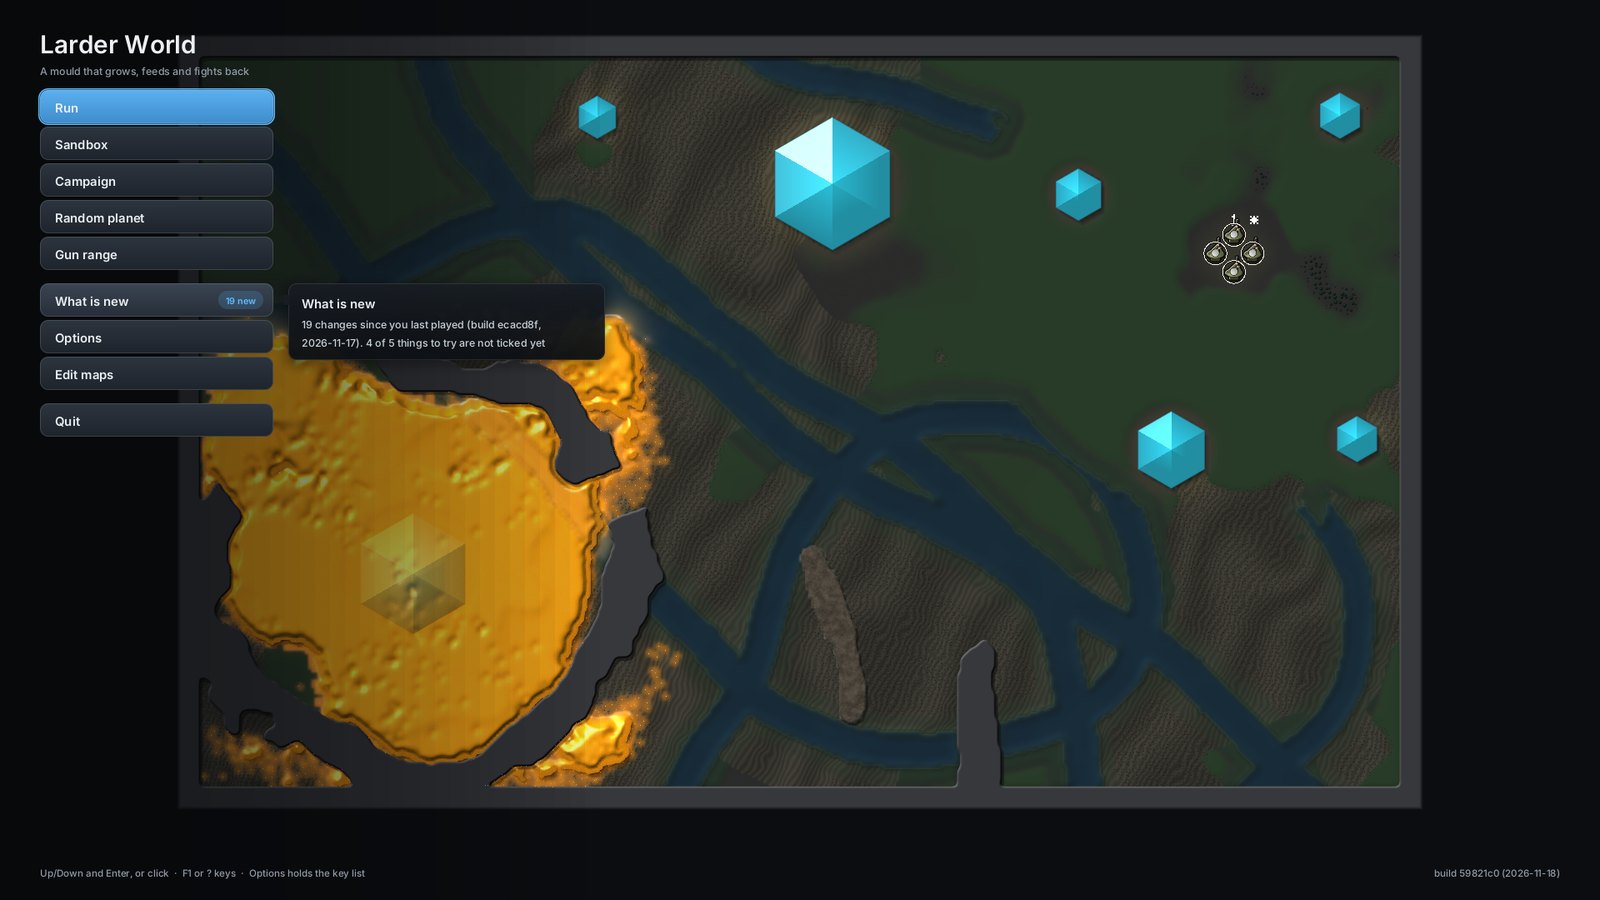 Larder World
A mould that grows, feeds and fights back
Run
Sandbox
Campaign
Random planet
Gun range
What is new
19 new
Options
Edit maps
Quit
What is new
19 changes since you last played (build ecacd8f,
2026-11-17). 4 of 5 things to try are not ticked yet
1
Up/Down and Enter, or click · F1 or ? keys · Options holds the key list
build 59821c0 (2026-11-18)